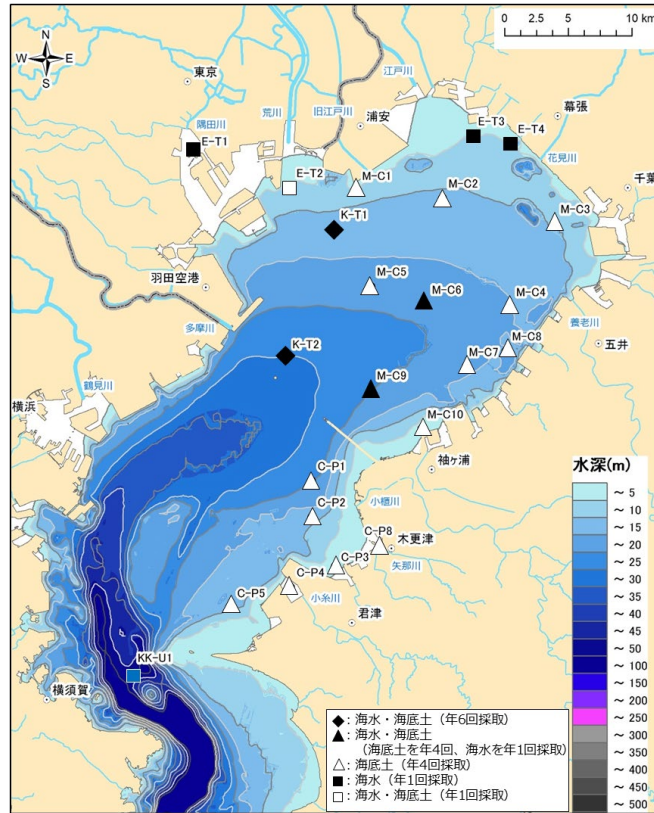 0 2.5 5 10 km
N
W E
S
東京
江戸川
隅田川
荒川
旧江戸川
浦安
幕張
E-T3
E-T4
E-T1
花見川
千葉
E-T2
M-C1
M-C2
M-C3
K-T1
羽田空港
M-C5
M-C6
M-C4
養老川
多摩川
五井
K-T2
M-C8
M-C7
鶴見川
M-C9
横浜
M-C10
袖ヶ浦
水深(m)
C-P1
小櫃川
～ 5
～ 10
～ 15
～ 20
～ 25
～ 30
～ 35
～ 40
～ 45
～ 50
～ 100
～ 150
～ 200
～ 250
～ 300
～ 350
～ 400
～ 450
～ 500
C-P2
C-P8
木更津
C-P3
矢那川
C-P4
C-P5
小糸川
君津
KK-U1
横須賀
◆：海水・海底土（年6回採取）
▲：海水・海底土
（海底土を年4回、海水を年1回採取）
△：海底土（年4回採取）
■：海水（年1回採取）
□：海水・海底土（年1回採取）